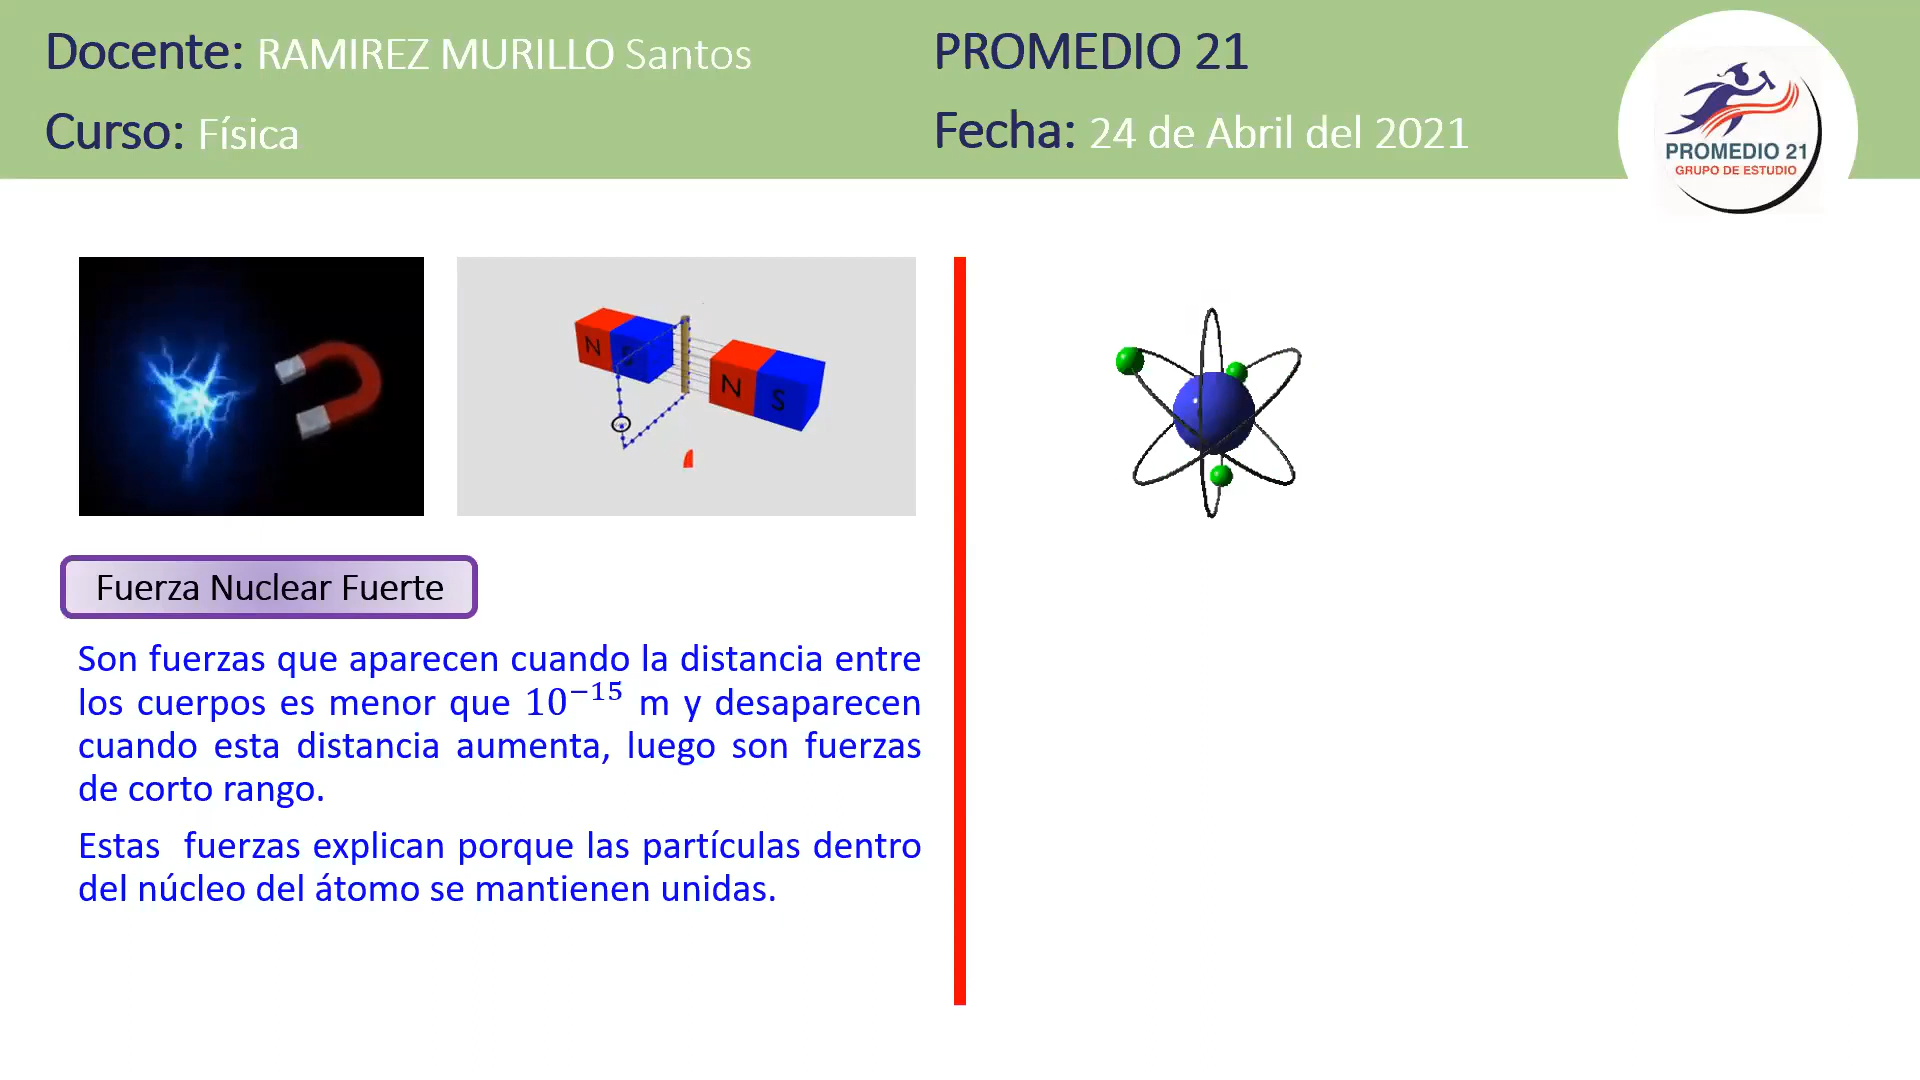 Docente: RAMIREZ MURILLO Santos
Curso: Física
PROMEDIO 21
Fecha: 24 de Abril del 2021
PROMEDIO 21
GRUPO DE ESTUDIO
N S
N S
Fuerza Nuclear Fuerte
Son fuerzas que aparecen cuando la distancia entre
los cuerpos es menor que 10⁻¹⁵ m y desaparecen
cuando esta distancia aumenta, luego son fuerzas
de corto rango.
Estas fuerzas explican porque las partículas dentro
del núcleo del átomo se mantienen unidas.